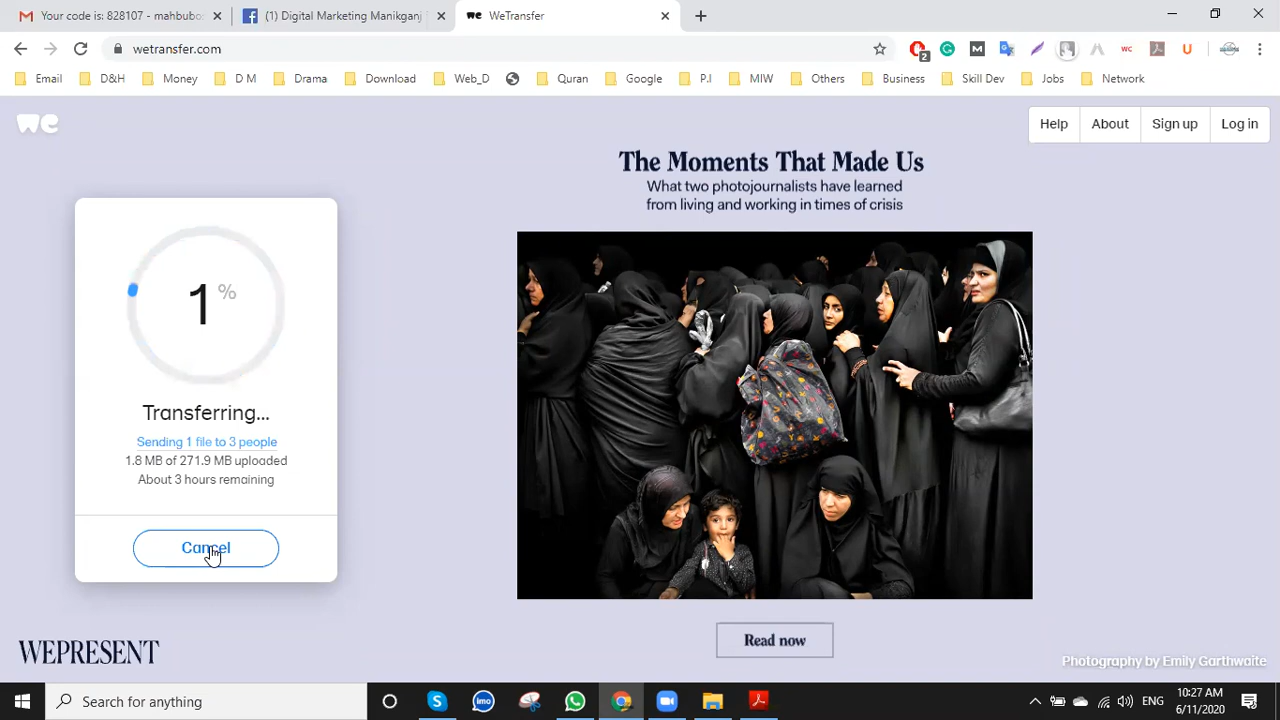 Your code is: 828107 - mahbubo
(1) Digital Marketing Manikganj
WeTransfer
wetransfer.com
2
Email
D&H
Money
D M
Drama
Download
Web_D
Quran
Google
P.I
MIW
Others
Business
Skill Dev
Jobs
Network
we
Help
About
Sign up
Log in
The Moments That Made Us
What two photojournalists have learned
from living and working in times of crisis
1%
Transferring...
Sending 1 file to 3 people
1.8 MB of 271.9 MB uploaded
About 3 hours remaining
Cancel
Read now
WEPRESENT
Photography by Emily Garthwaite
Search for anything
ENG
10:27 AM
6/11/2020